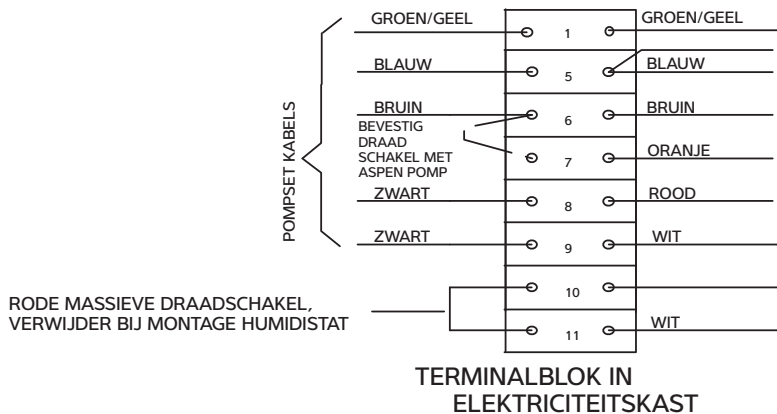 GROEN/GEEL
1
GROEN/GEEL
BLAUW
5
BLAUW
BRUIN
6
BRUIN
BEVESTIG
DRAAD
SCHAKEL MET
ASPEN POMP
7
ORANJE
ZWART
8
ROOD
ZWART
9
WIT
POMPSET KABELS
10
RODE MASSIEVE DRAADSCHAKEL,
VERWIJDER BIJ MONTAGE HUMIDISTAT
11
WIT
TERMINALBLOK IN
ELEKTRICITEITSKAST